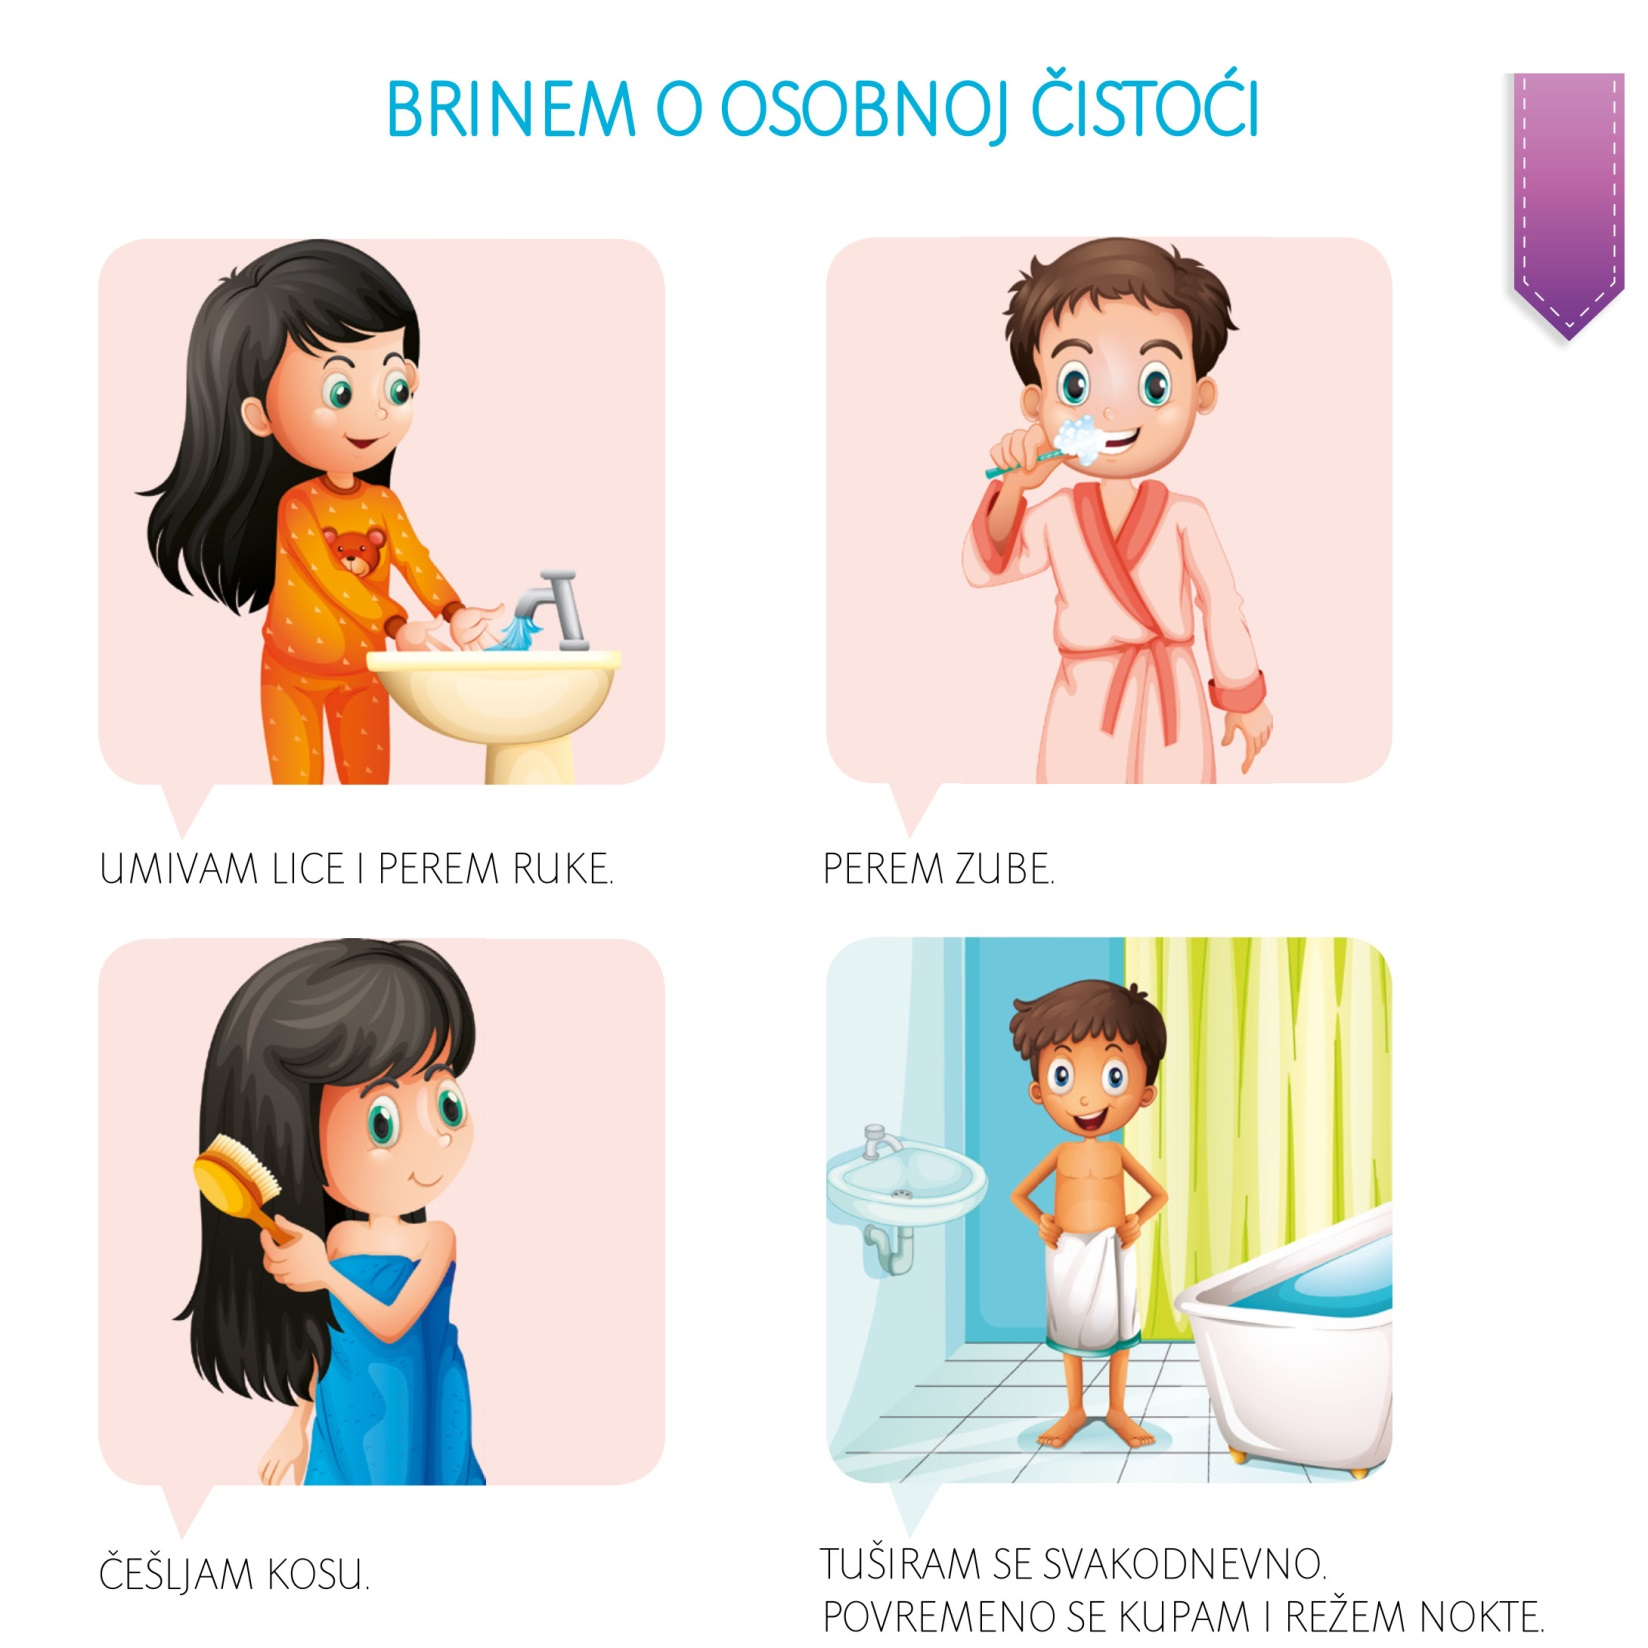 BRINEM O OSOBNOJ ČISTOĆI
UMIVAM LICE I PEREM RUKE.
PEREM ZUBE.
ČEŠLJAM KOSU.
TUŠIRAM SE SVAKODNEVNO.
POVREMENO SE KUPAM I REŽEM NOKTE.